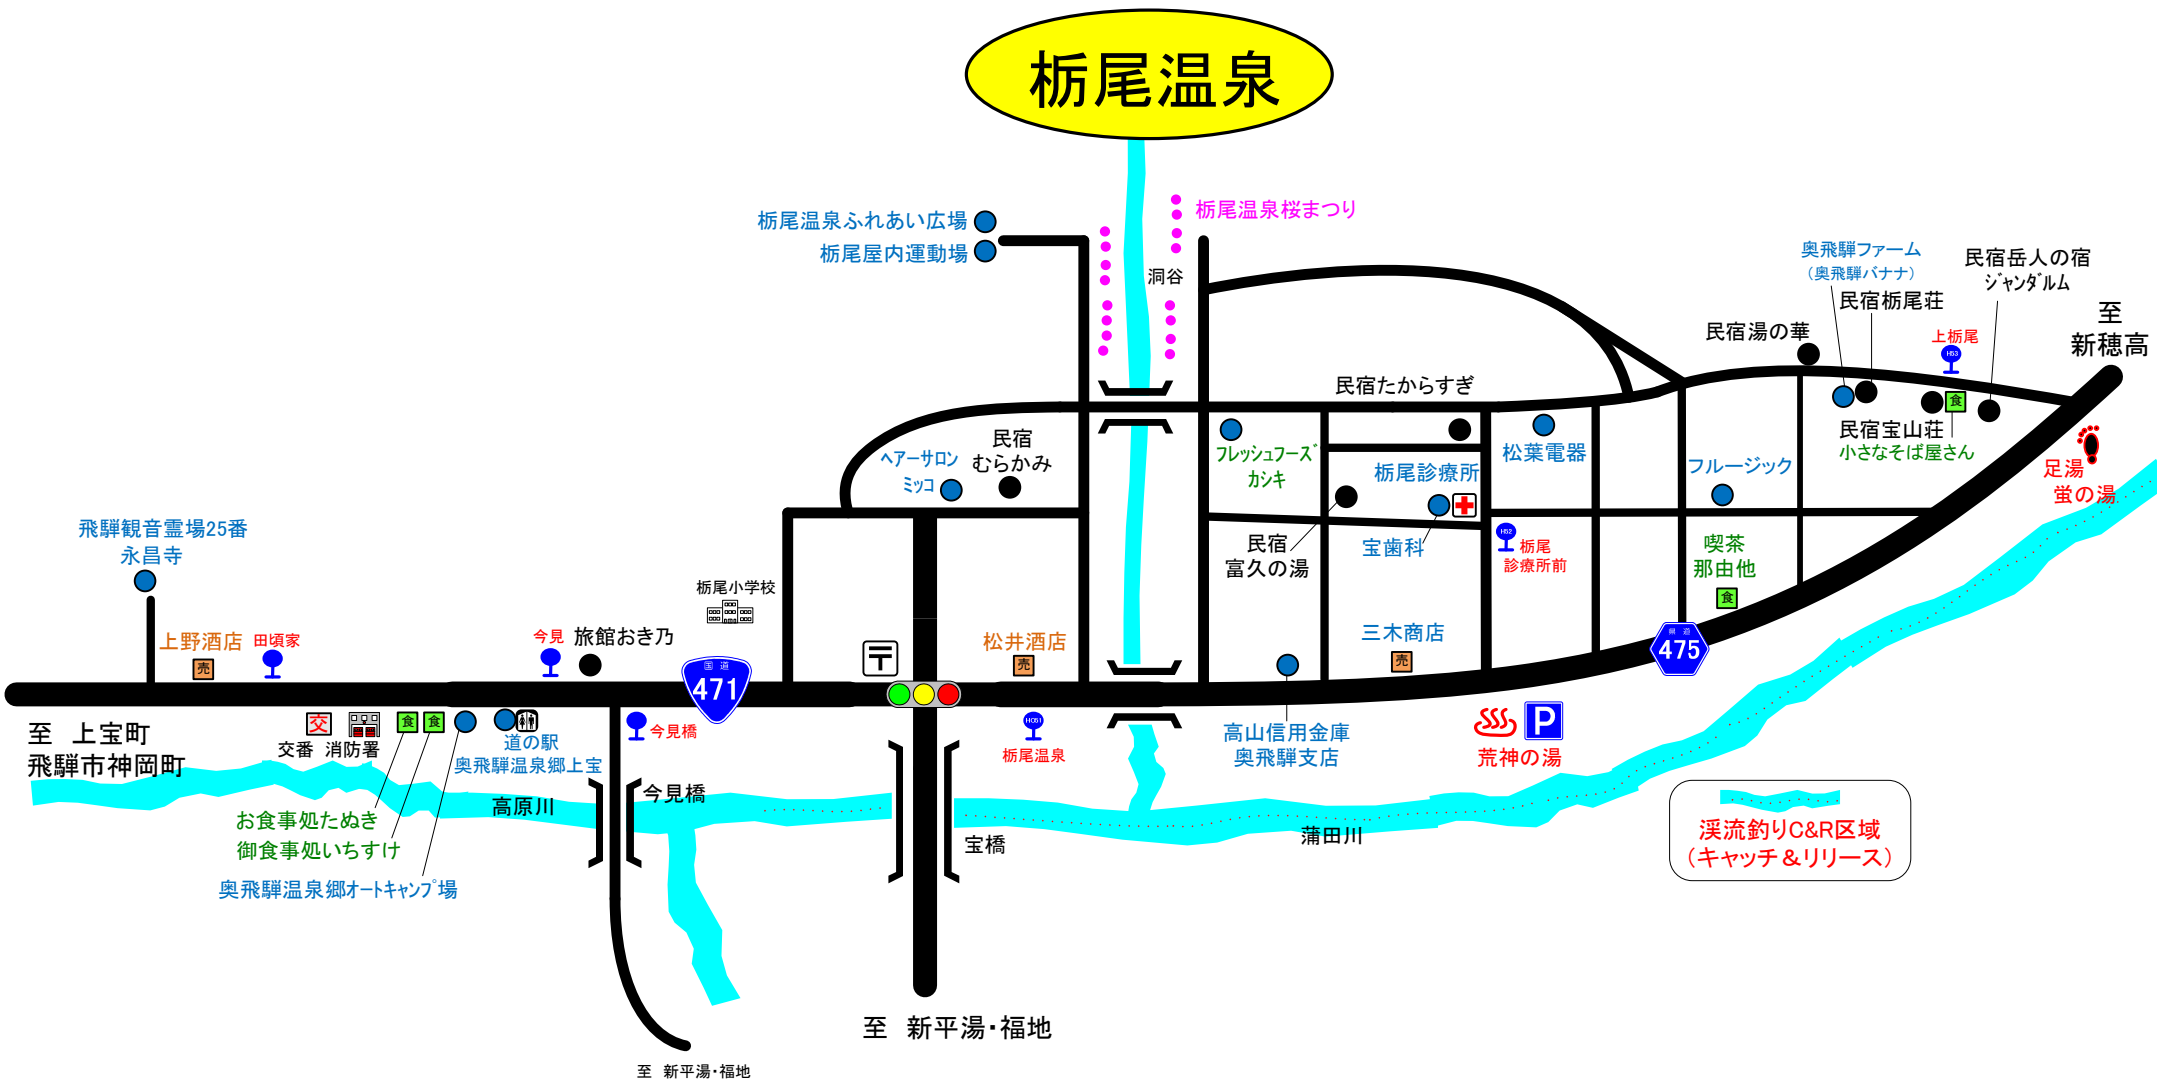 栃尾温泉
栃尾温泉ふれあい広場
栃尾屋内運動場
栃尾温泉桜まつり
洞谷
奥飛騨ファーム
(奥飛騨バナナ)
民宿岳人の宿
ジャンダルム
民宿栃尾荘
至
新穂高
民宿湯の華
上栃尾
H53
食
民宿宝山荘
小さなそば屋さん
足湯
蛍の湯
民宿たからすぎ
民宿
むらかみ
ヘアーサロン
ミッコ
フレッシュフーズ
カシキ
栃尾診療所
松葉電器
フルージック
宝歯科
H52
栃尾
診療所前
民宿
富久の湯
喫茶
那由他
食
飛騨観音霊場25番
永昌寺
栃尾小学校
上野酒店
売
田頃家
今見
旅館おき乃
松井酒店
売
三木商店
売
国道
471
県道
475
至 上宝町
飛騨市神岡町
交
交番
消防署
食
食
道の駅
奥飛騨温泉郷上宝
今見橋
HO51
栃尾温泉
高山信用金庫
奥飛騨支店
P
荒神の湯
お食事処たぬき
御食事処いちすけ
奥飛騨温泉郷オートキャンプ場
高原川
今見橋
宝橋
蒲田川
渓流釣りC&R区域
(キャッチ&リリース)
至 新平湯・福地
至 新平湯・福地